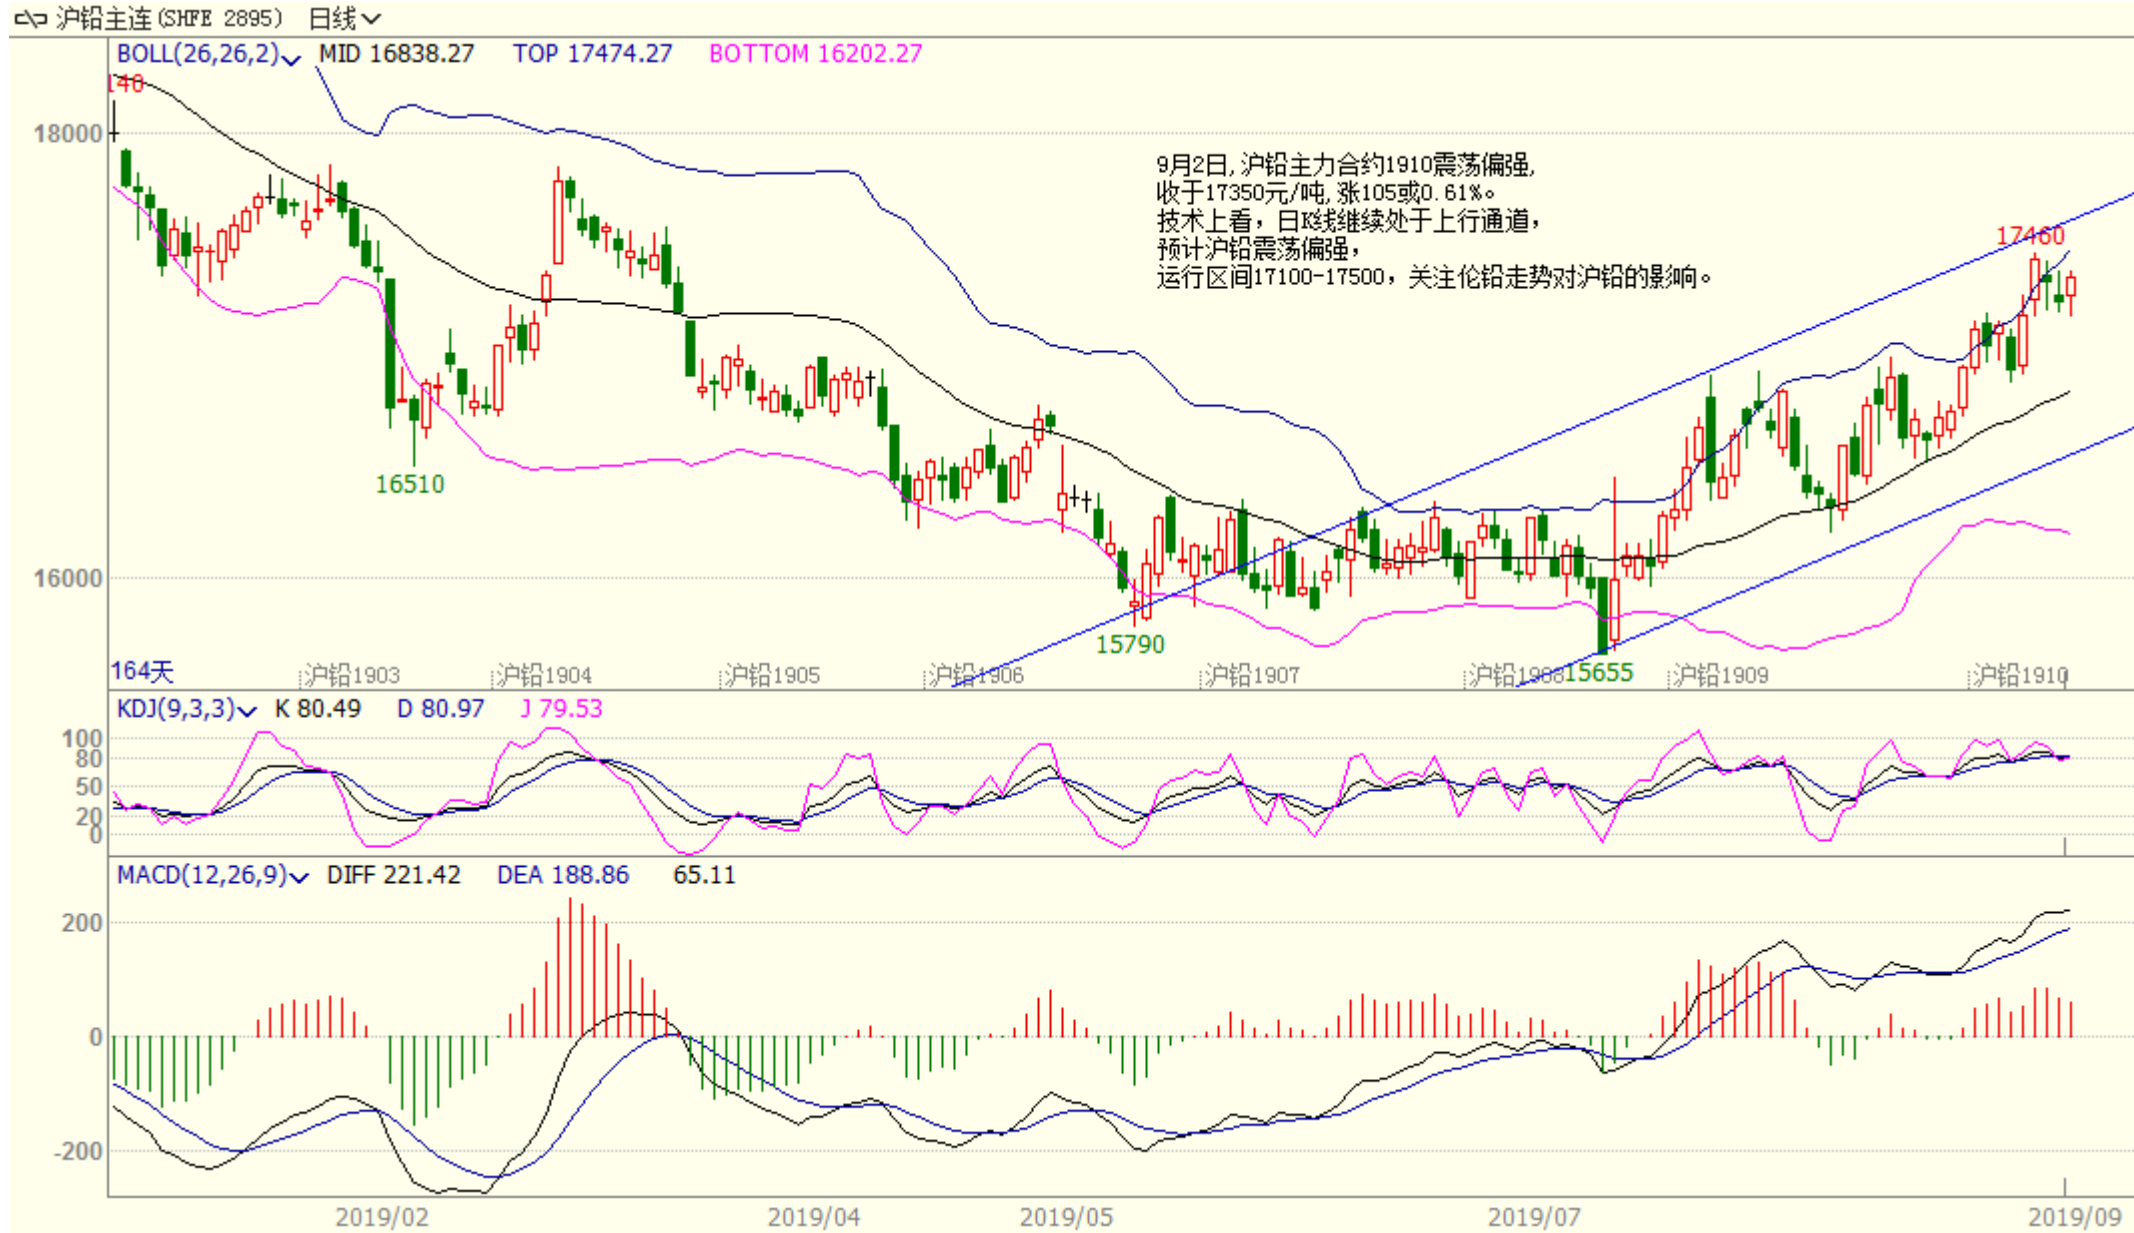 沪铅主连(SHFE 2895) 日线
BOLL(26,26,2) MID 16838.27 TOP 17474.27 BOTTOM 16202.27
140
18000
9月2日,沪铅主力合约1910震荡偏强,
收于17350元/吨,涨105或0.61%。
技术上看，日K线继续处于上行通道，
预计沪铅震荡偏强，
运行区间17100-17500，关注伦铅走势对沪铅的影响。
17460
16510
16000
15790
15655
164天 沪铅1903 沪铅1904 沪铅1905 沪铅1906 沪铅1907 沪铅1908 沪铅1909 沪铅1910
KDJ(9,3,3) K 80.49 D 80.97 J 79.53
100
80
50
20
0
MACD(12,26,9) DIFF 221.42 DEA 188.86 65.11
200
0
-200
2019/02 2019/04 2019/05 2019/07 2019/09